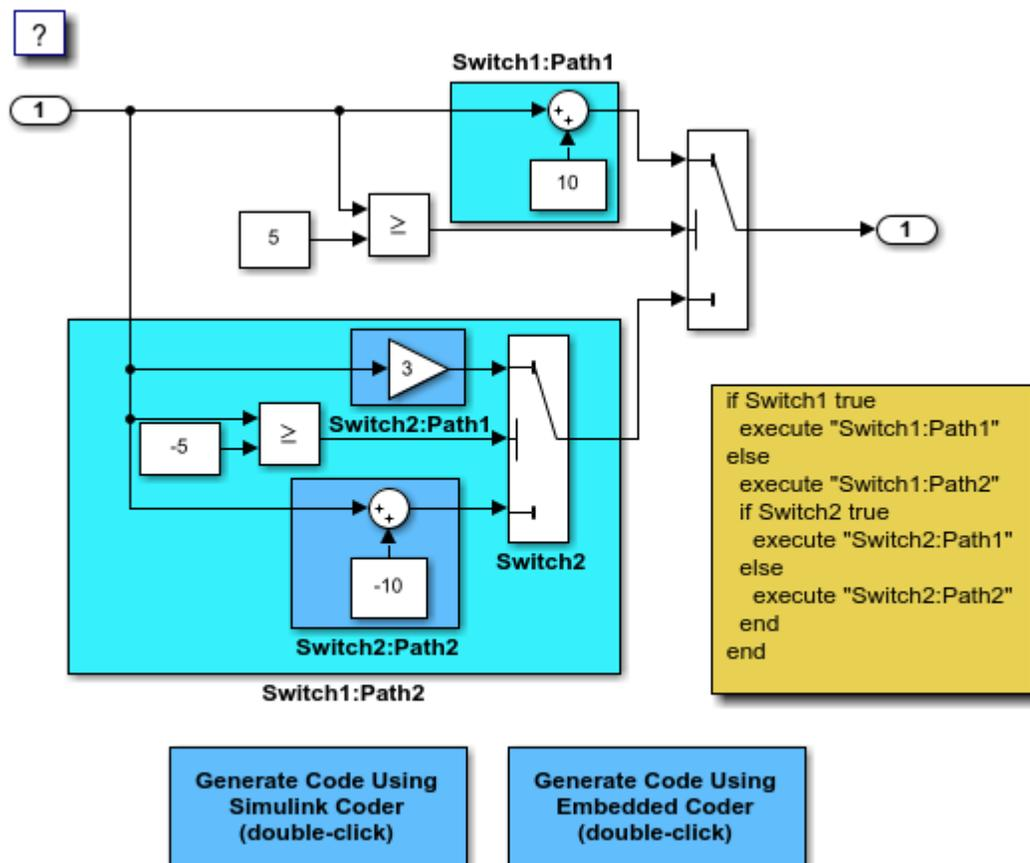 ?
Switch1:Path1
1
10
5
≥
1
3
Switch2:Path1
-5
≥
-10
Switch2
Switch2:Path2
Switch1:Path2
if Switch1 true
execute "Switch1:Path1"
else
execute "Switch1:Path2"
if Switch2 true
execute "Switch2:Path1"
else
execute "Switch2:Path2"
end
end
Generate Code Using
Simulink Coder
(double-click)
Generate Code Using
Embedded Coder
(double-click)